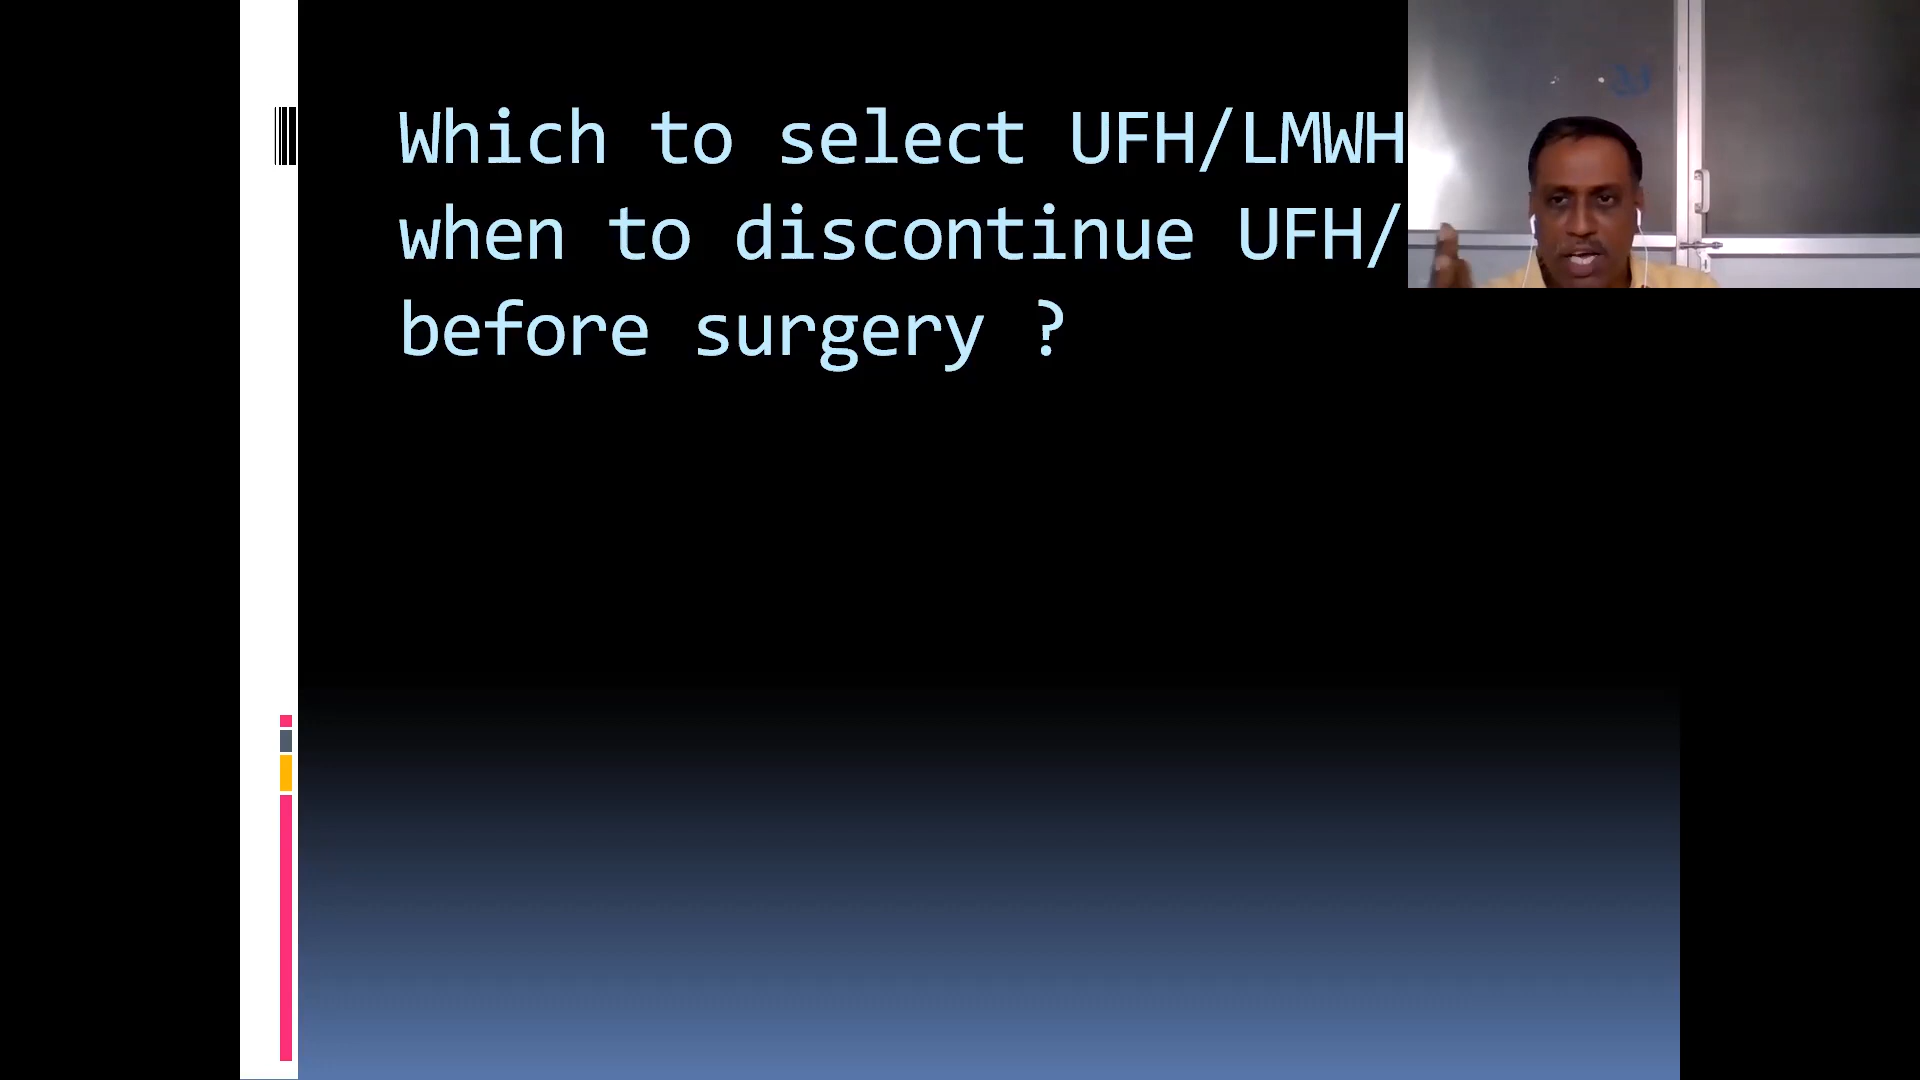 Which to select UFH/LMWH
when to discontinue UFH/
before surgery ?